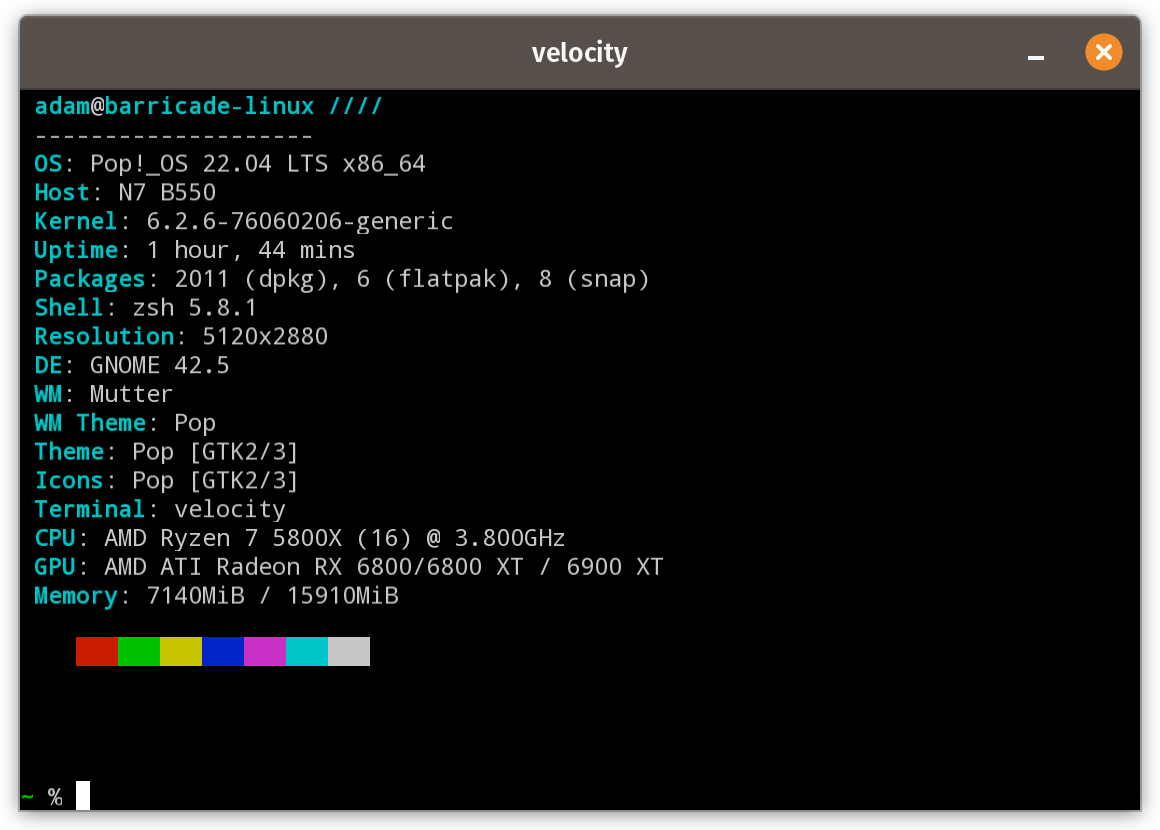 velocity
adam@barricade-linux ////
--------------------
OS: Pop!_OS 22.04 LTS x86_64
Host: N7 B550
Kernel: 6.2.6-76060206-generic
Uptime: 1 hour, 44 mins
Packages: 2011 (dpkg), 6 (flatpak), 8 (snap)
Shell: zsh 5.8.1
Resolution: 5120x2880
DE: GNOME 42.5
WM: Mutter
WM Theme: Pop
Theme: Pop [GTK2/3]
Icons: Pop [GTK2/3]
Terminal: velocity
CPU: AMD Ryzen 7 5800X (16) @ 3.800GHz
GPU: AMD ATI Radeon RX 6800/6800 XT / 6900 XT
Memory: 7140MiB / 15910MiB
~ %